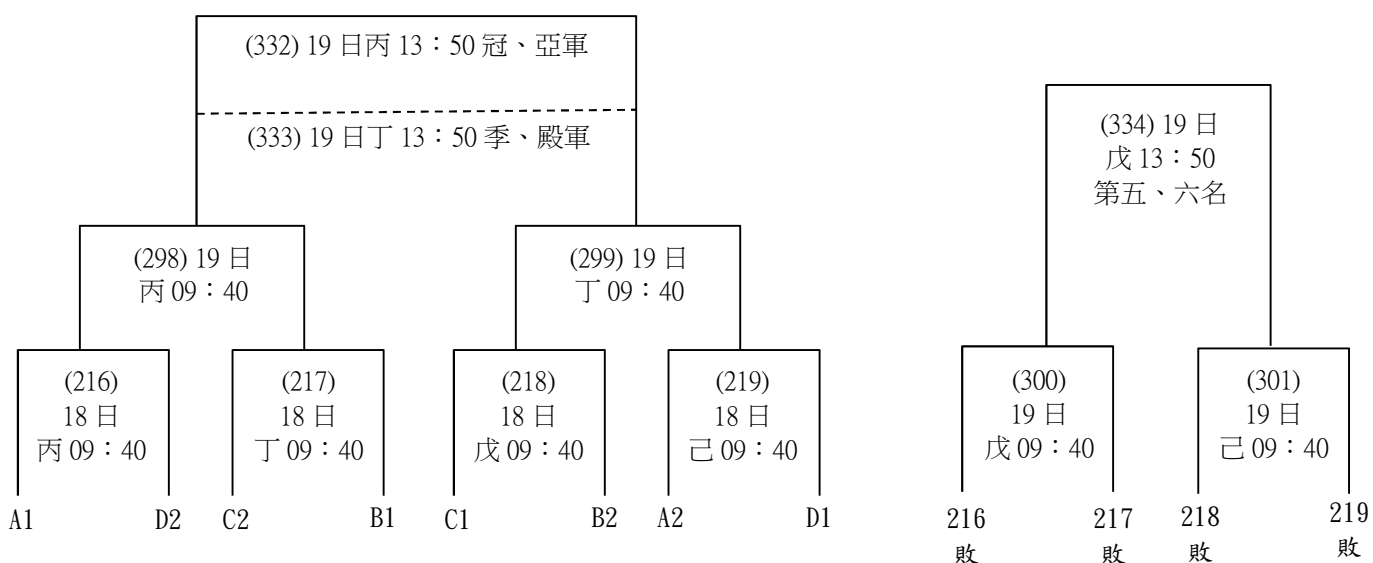 (332) 19 日丙 13：50 冠、亞軍
(333) 19 日丁 13：50 季、殿軍
(298) 19 日
丙 09：40
(299) 19 日
丁 09：40
(216)
18 日
丙 09：40
(217)
18 日
丁 09：40
(218)
18 日
戊 09：40
(219)
18 日
己 09：40
A1
D2
C2
B1
C1
B2
A2
D1
(334) 19 日
戊 13：50
第五、六名
(300)
19 日
戊 09：40
(301)
19 日
己 09：40
216
敗
217
敗
218
敗
219
敗